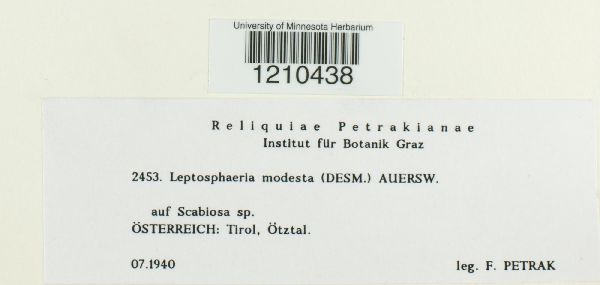 University of Minnesota Herbarium
1210438
Reliquiae Petrakianae
Institut für Botanik Graz
2453. Leptosphaeria modesta (DESM.) AUERSW.
auf Scabiosa sp.
ÖSTERREICH: Tirol, Ötztal.
07.1940 leg. F. PETRAK